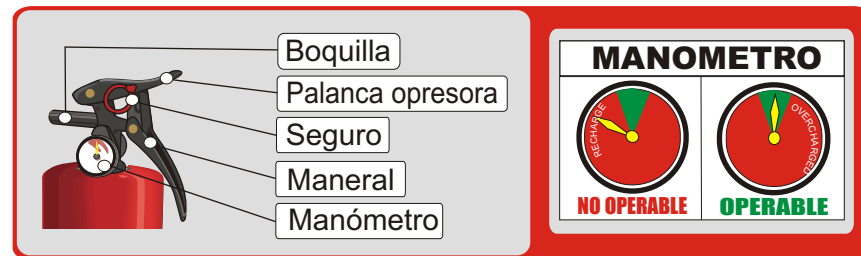 Boquilla
Palanca opresora
Seguro
Maneral
Manómetro
MANOMETRO
RECHARGE
OVERCHARGED
NO OPERABLE
OPERABLE